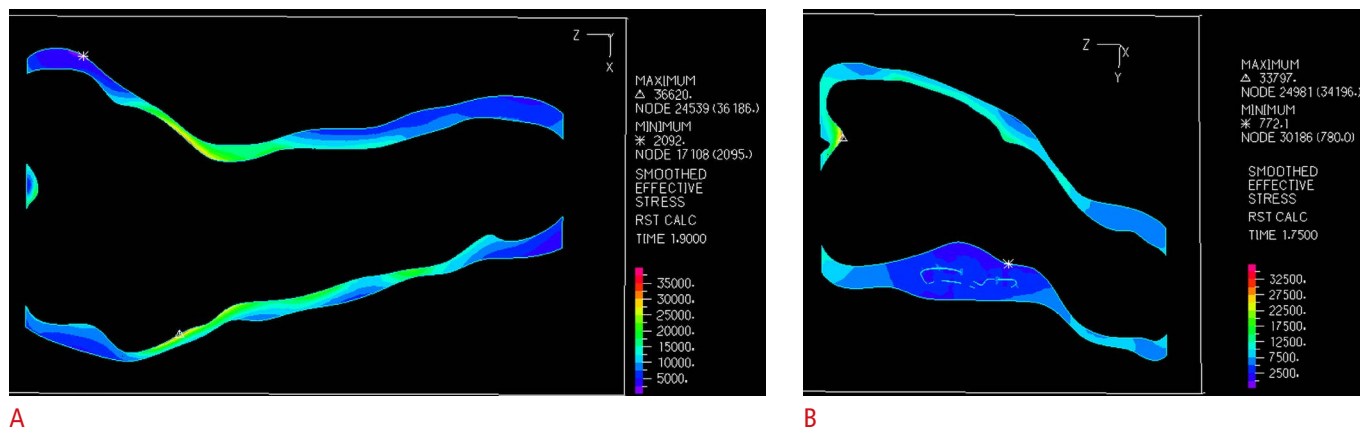 Z
Y
X
MAXIMUM
△ 36620.
NODE 24539 (36186.)
MINIMUM
* 2092.
NODE 17108 (2095.)
SMOOTHED
EFFECTIVE
STRESS
RST CALC
TIME 1.9000
35000.
30000.
25000.
20000.
15000.
10000.
5000.
A
Z
X
Y
MAXIMUM
△ 33797.
NODE 24981 (34196.)
MINIMUM
* 772.1
NODE 30186 (780.0)
SMOOTHED
EFFECTIVE
STRESS
RST CALC
TIME 1.7500
32500.
27500.
22500.
17500.
12500.
7500.
2500.
B